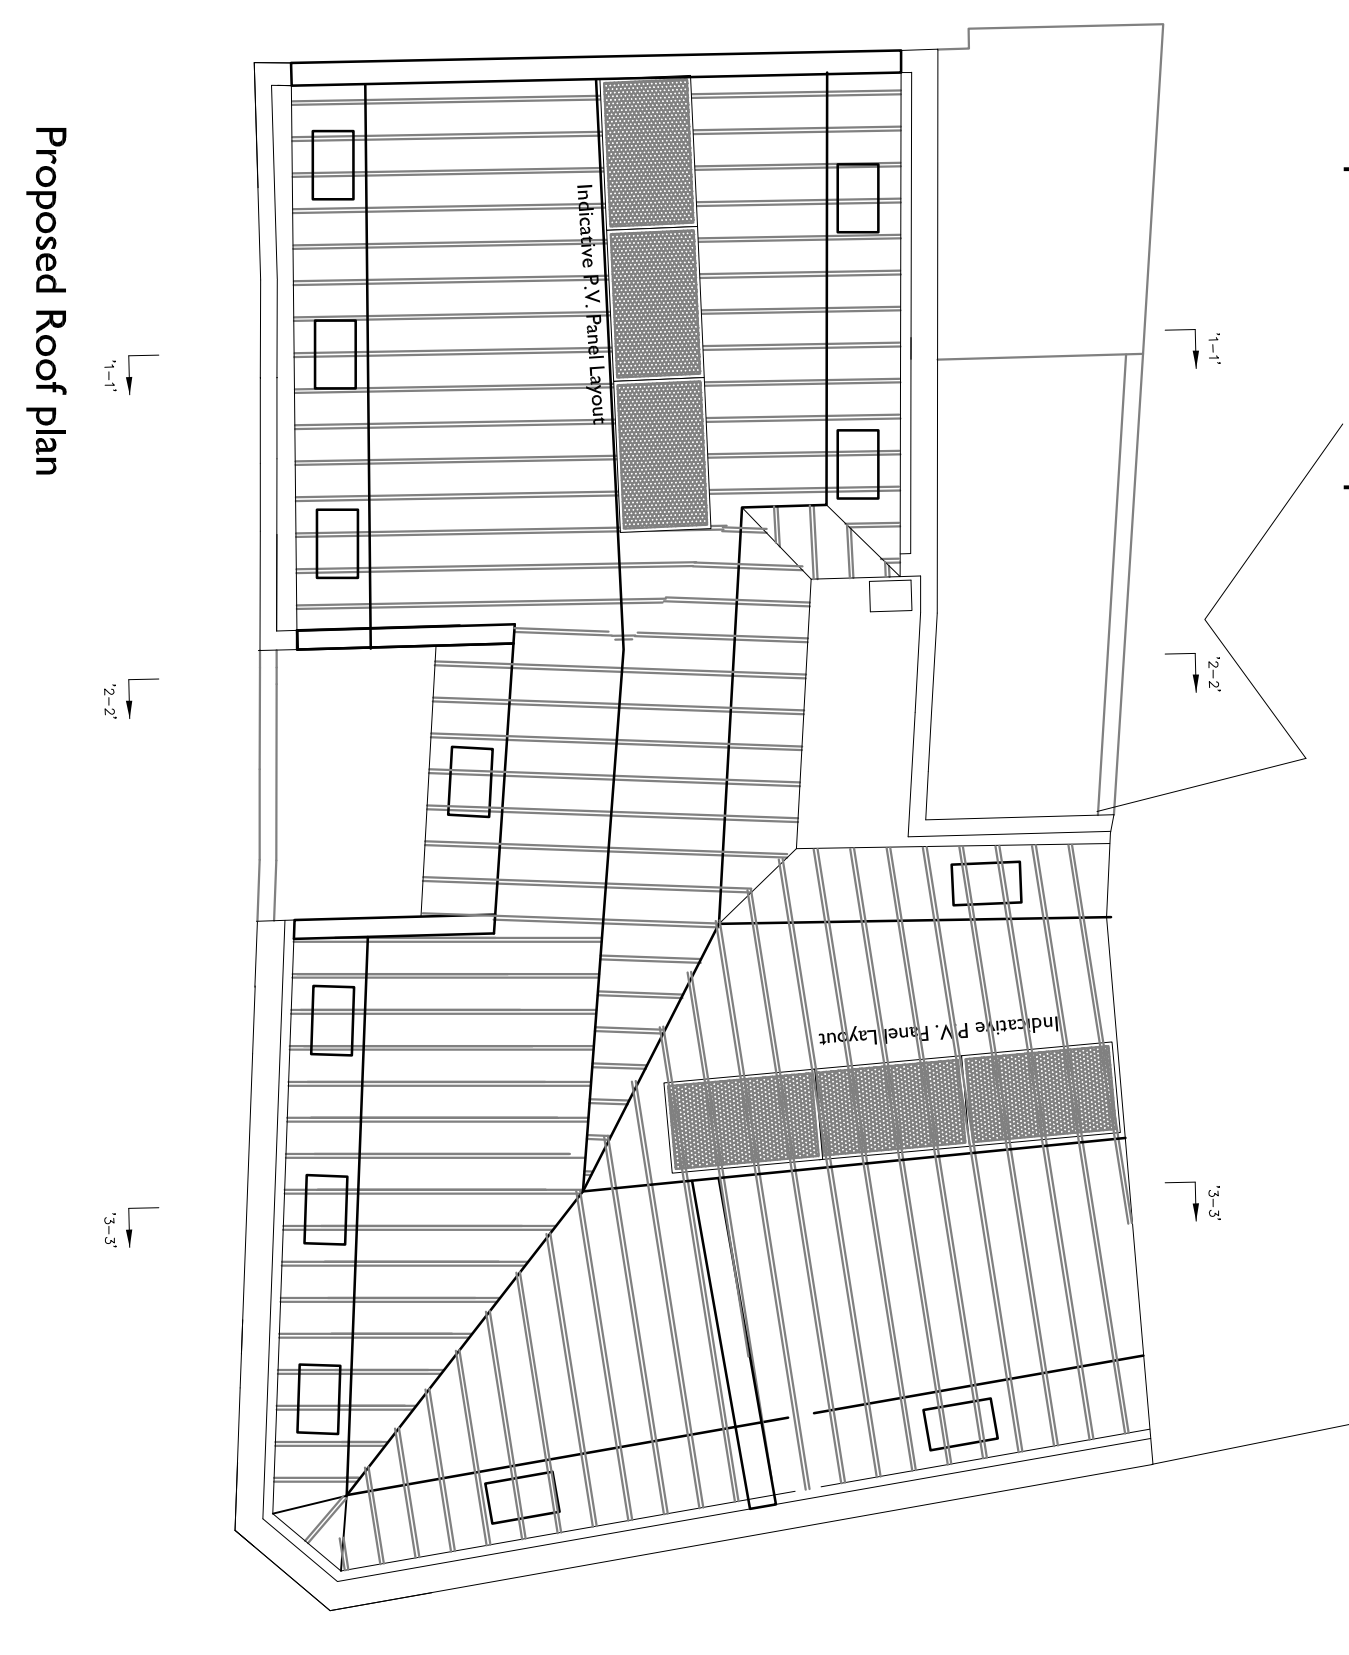 Proposed Roof plan
Indicative P.V. Panel Layout
'1-1'
'1-1'
'2-2'
'2-2'
Indicative P.V. Panel Layout
'3-3'
'3-3'